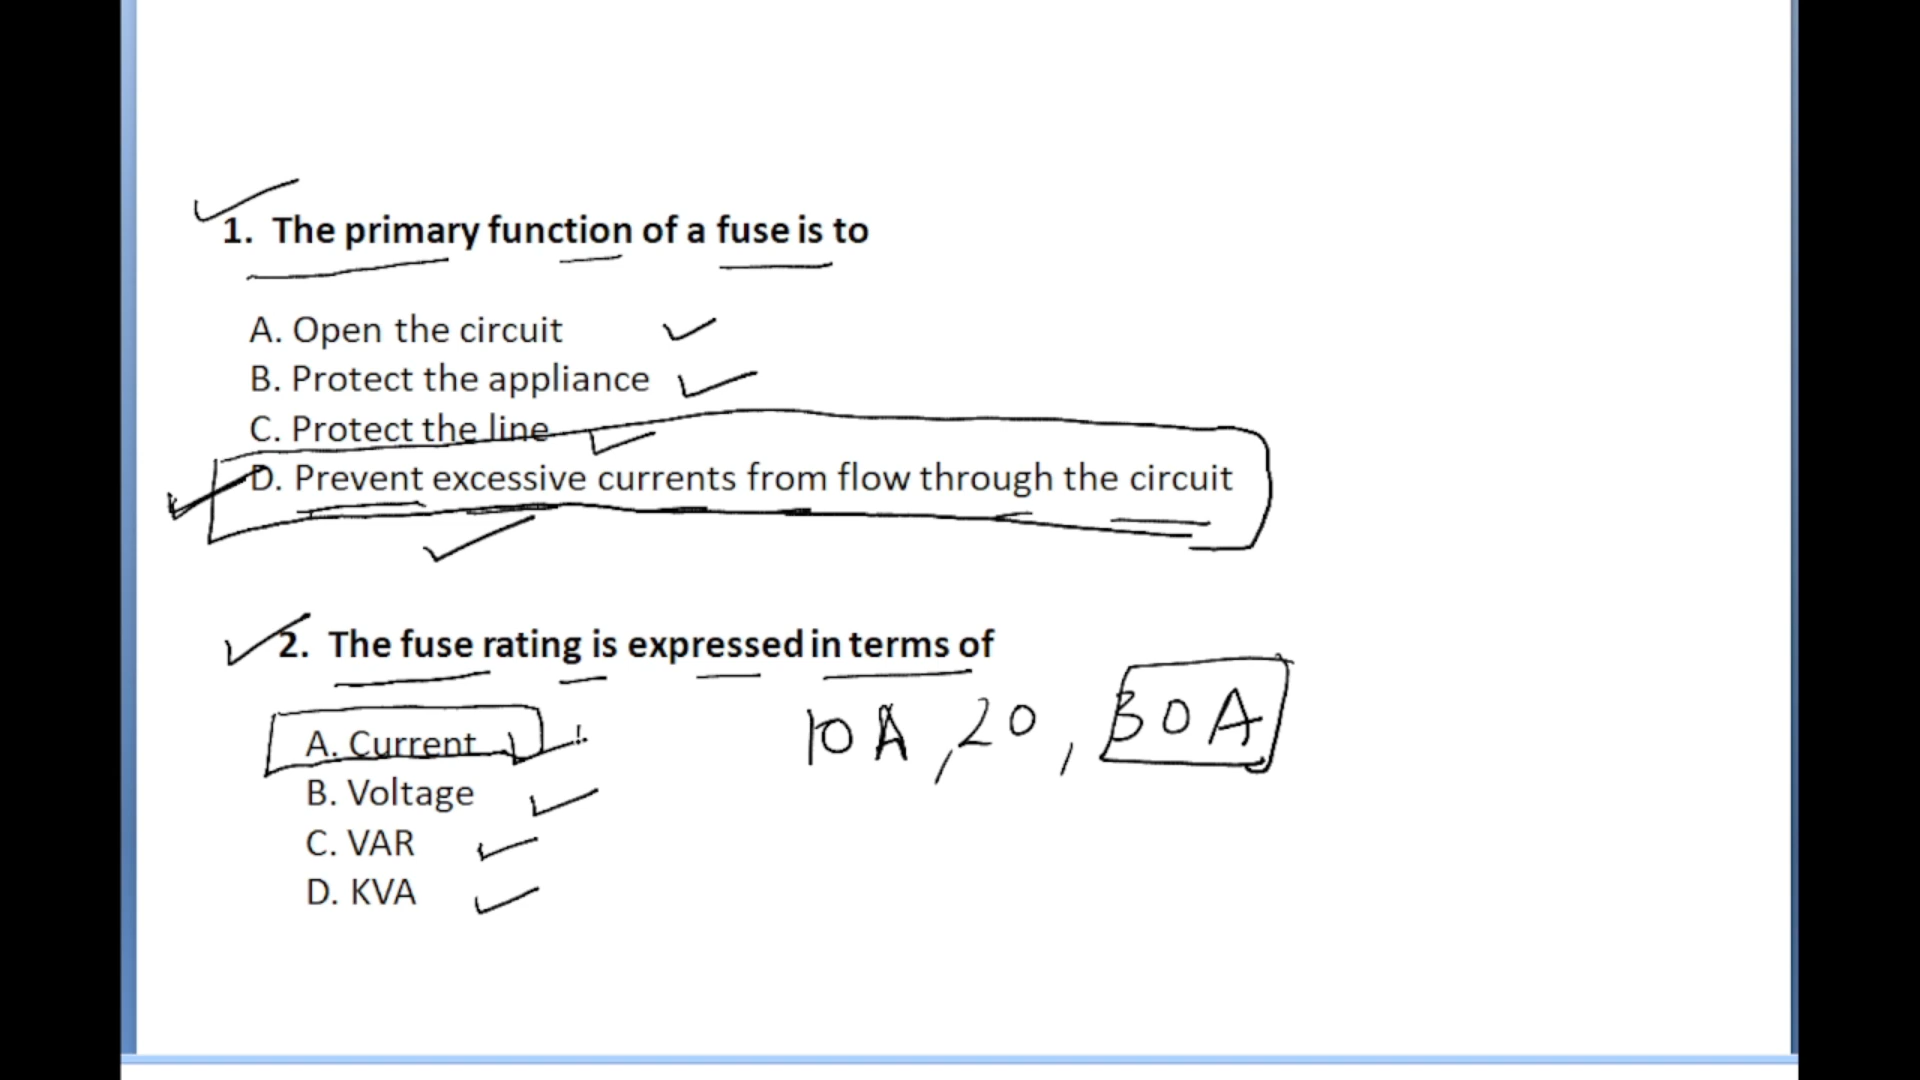 1. The primary function of a fuse is to
A. Open the circuit
B. Protect the appliance
C. Protect the line
D. Prevent excessive currents from flow through the circuit
2. The fuse rating is expressed in terms of
A. Current
10A, 20, 30A
B. Voltage
C. VAR
D. KVA